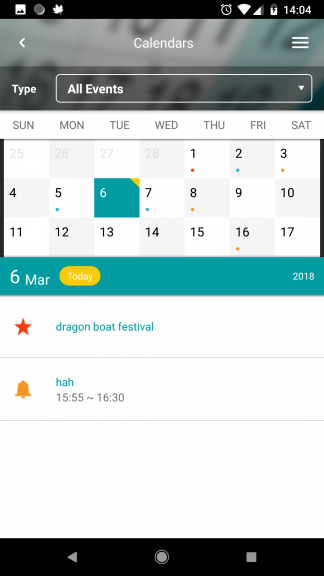 14:04
Calendars
Type All Events
SUN MON TUE WED THU FRI SAT
25 26 27 28 1 2 3
4 5 6 7 8 9 10
11 12 13 14 15 16 17
6 Mar Today 2018
dragon boat festival
hah
15:55 ~ 16:30